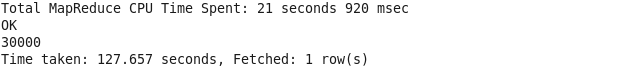 Total MapReduce CPU Time Spent: 21 seconds 920 msec
OK
30000
Time taken: 127.657 seconds, Fetched: 1 row(s)